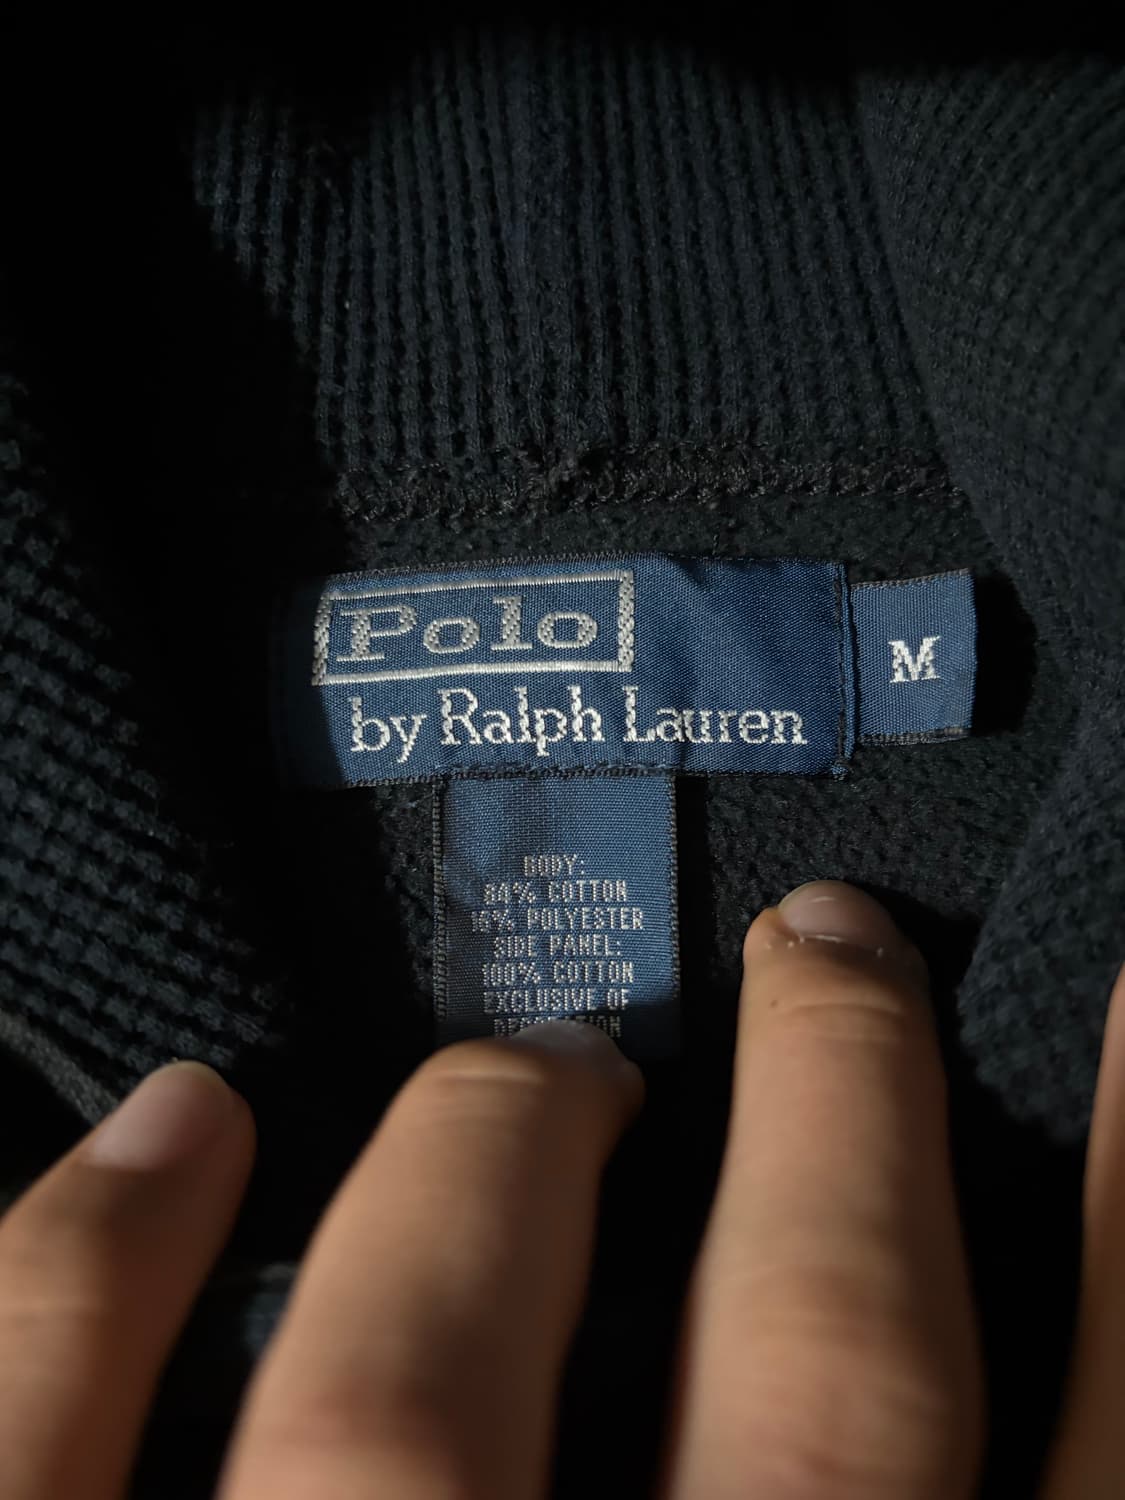 Polo
by Ralph Lauren
M
BODY:
84% COTTON
16% POLYESTER
SIDE PANEL:
100% COTTON
EXCLUSIVE OF